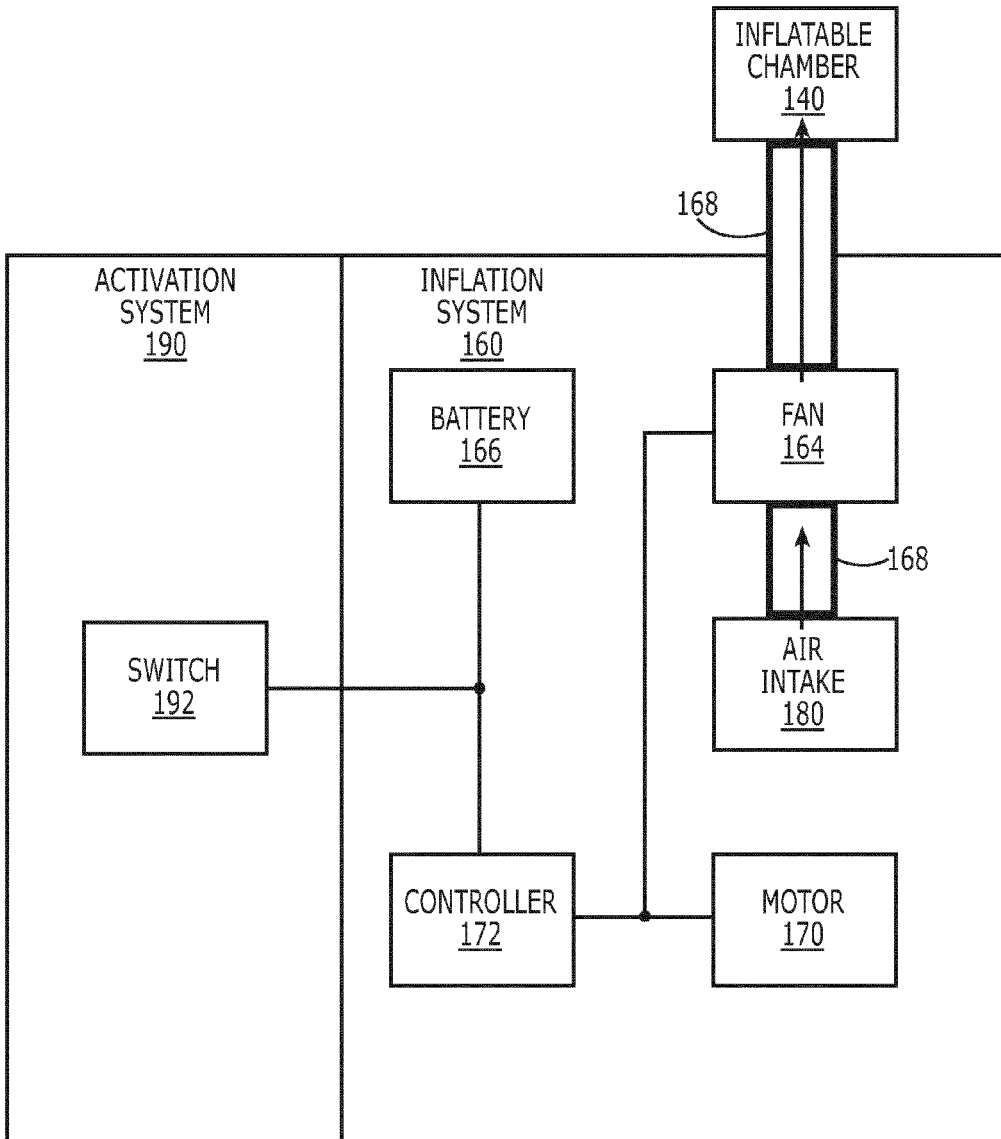 INFLATABLE
CHAMBER
140
168
ACTIVATION
SYSTEM
190
INFLATION
SYSTEM
160
BATTERY
166
FAN
164
168
SWITCH
192
AIR
INTAKE
180
CONTROLLER
172
MOTOR
170